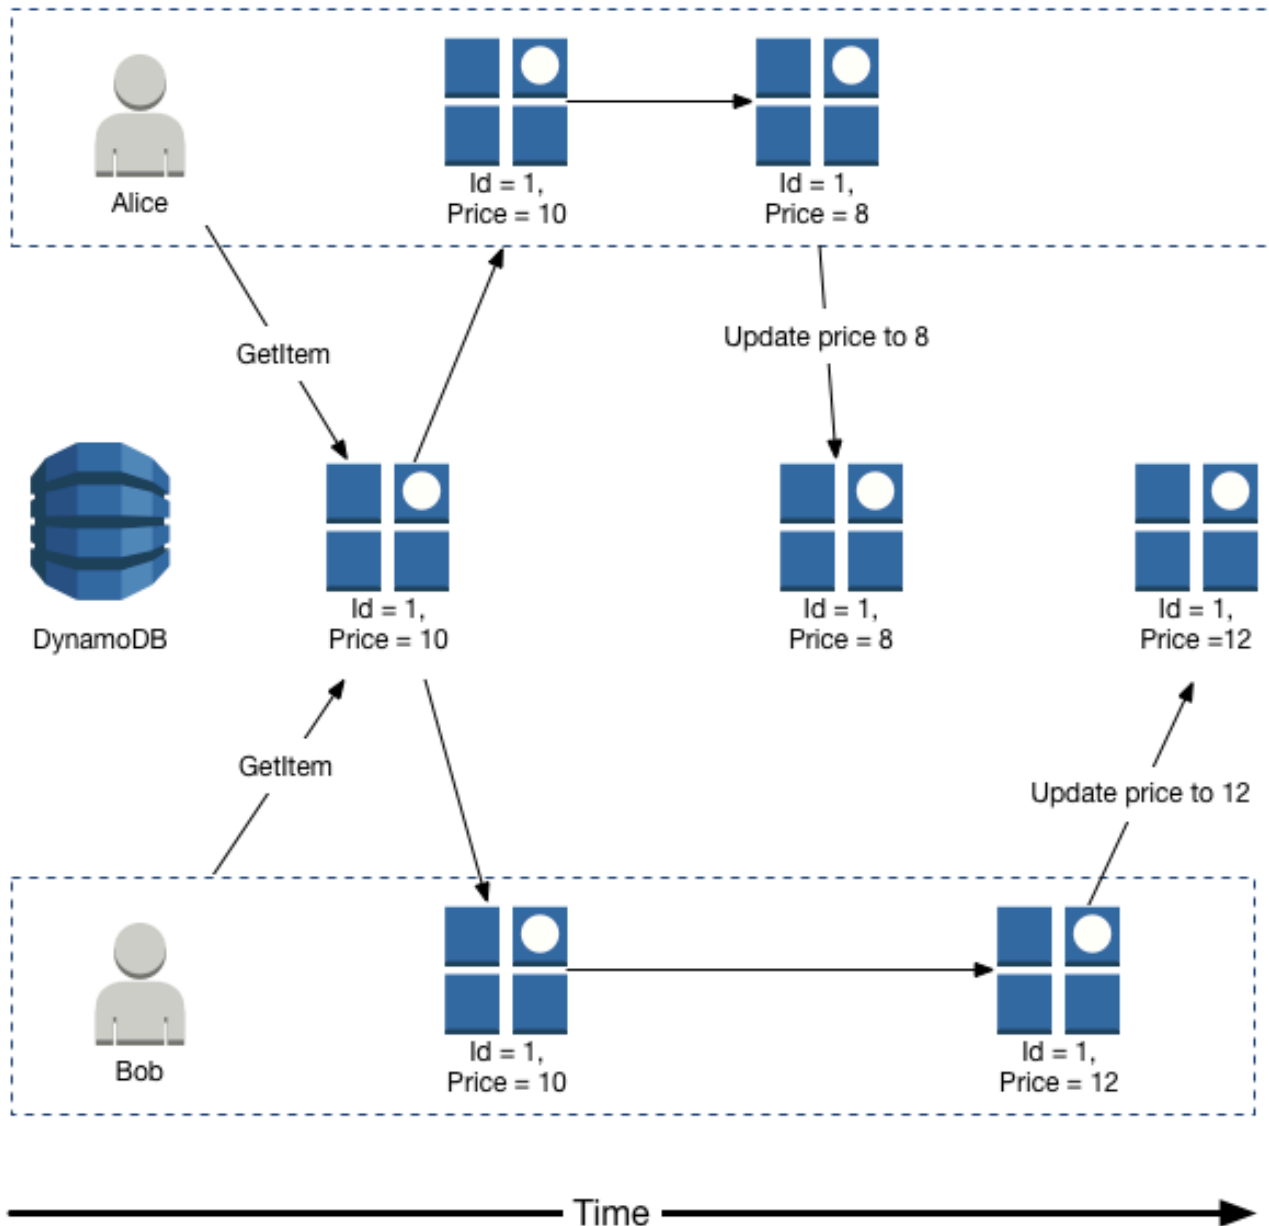 Alice
Id = 1,
Price = 10
Id = 1,
Price = 8
GetItem
Update price to 8
DynamoDB
Id = 1,
Price = 10
Id = 1,
Price = 8
Id = 1,
Price =12
GetItem
Update price to 12
Bob
Id = 1,
Price = 10
Id = 1,
Price = 12
Time